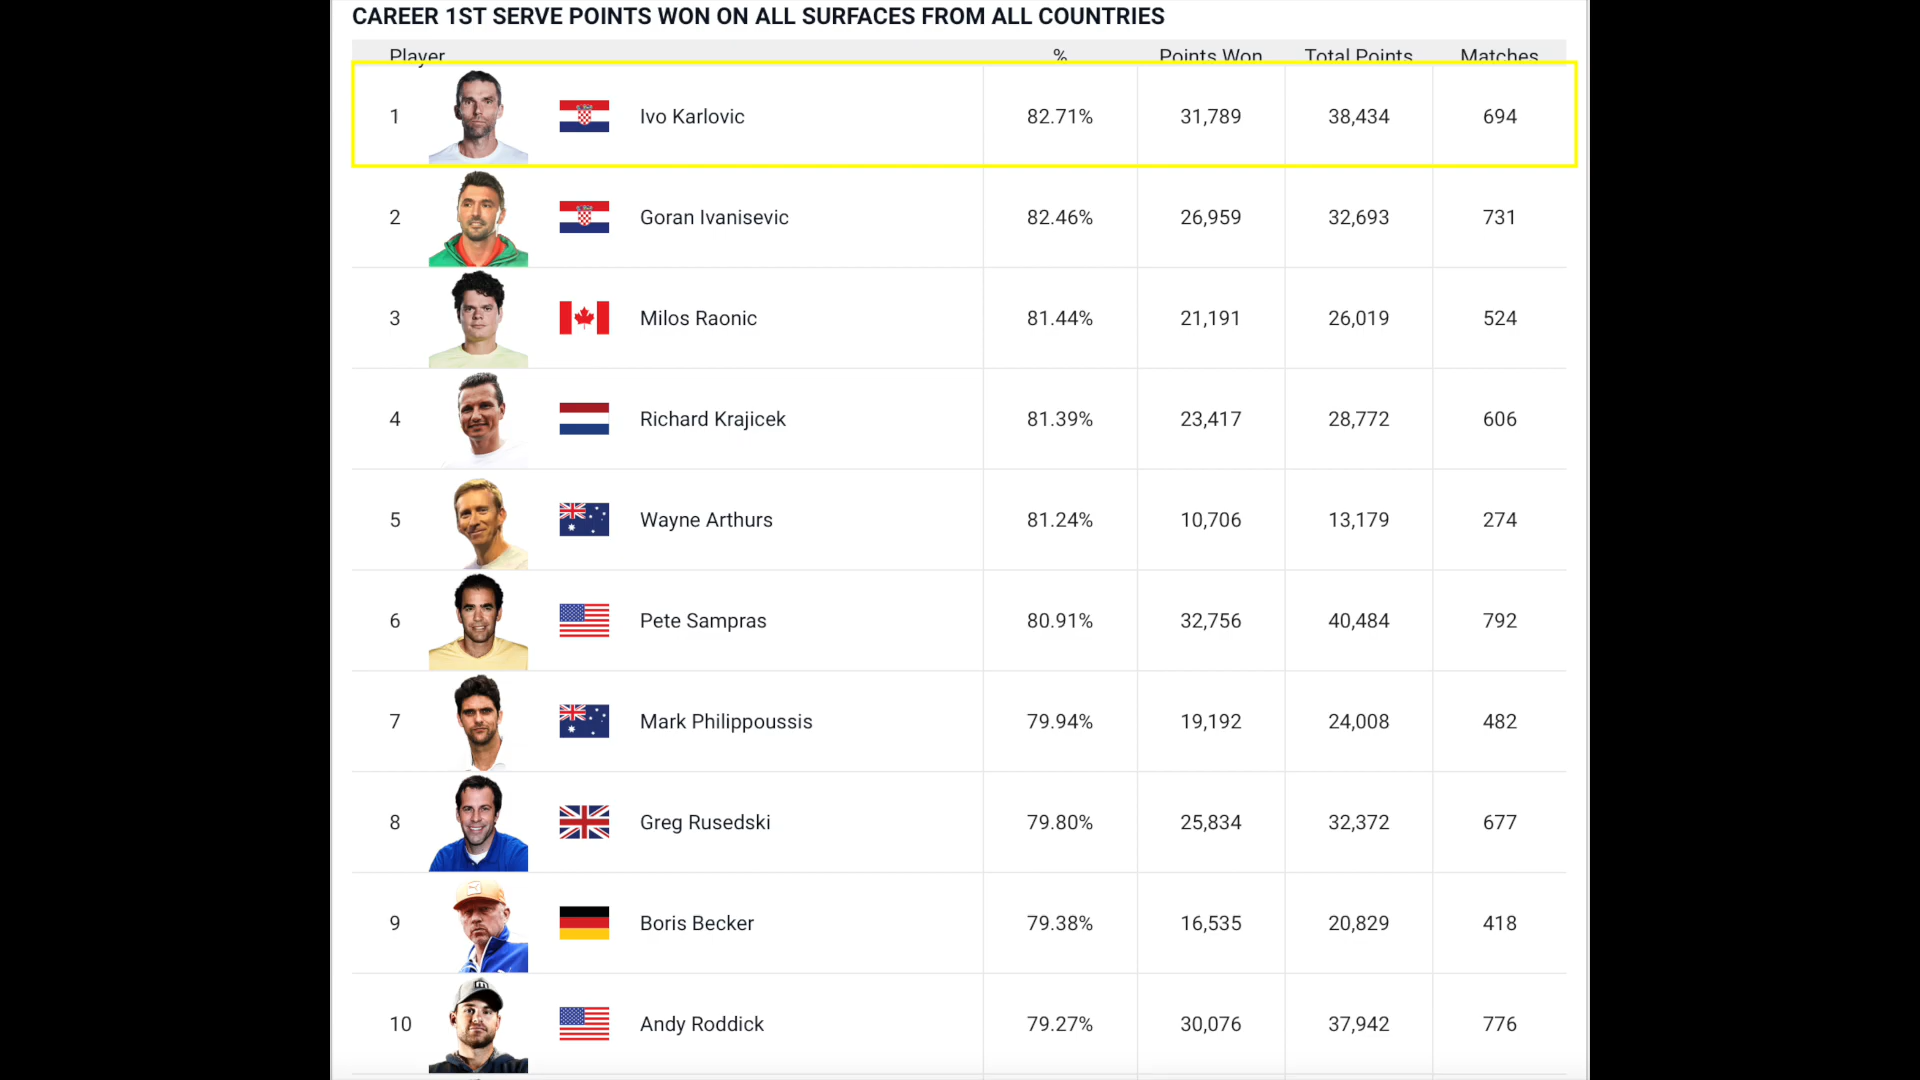 CAREER 1ST SERVE POINTS WON ON ALL SURFACES FROM ALL COUNTRIES
Player % Points Won Total Points Matches
1 Ivo Karlovic 82.71% 31,789 38,434 694
2 Goran Ivanisevic 82.46% 26,959 32,693 731
3 Milos Raonic 81.44% 21,191 26,019 524
4 Richard Krajicek 81.39% 23,417 28,772 606
5 Wayne Arthurs 81.24% 10,706 13,179 274
6 Pete Sampras 80.91% 32,756 40,484 792
7 Mark Philippoussis 79.94% 19,192 24,008 482
8 Greg Rusedski 79.80% 25,834 32,372 677
9 Boris Becker 79.38% 16,535 20,829 418
10 Andy Roddick 79.27% 30,076 37,942 776